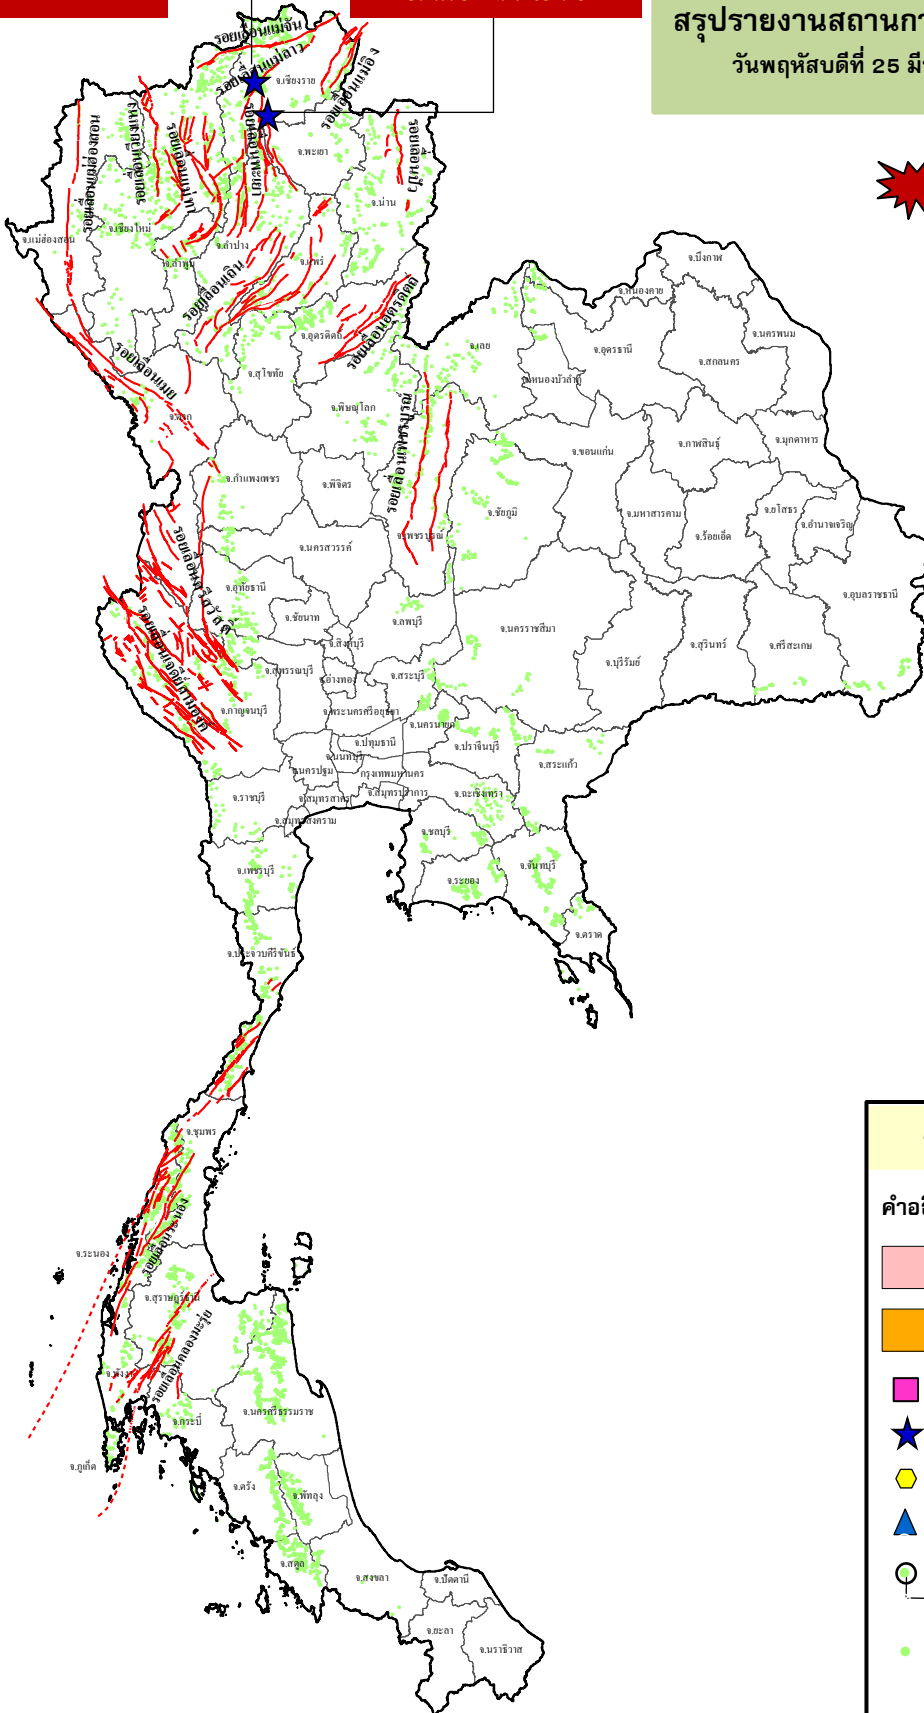 สรุปรายงานสถานกา
วันพฤหัสบดีที่ 25 มี
รอยเลื่อนแม่จัน
รอยเลื่อนแม่ลาว
จ.เชียงราย
รอยเลื่อนแม่อิง
รอยเลื่อนแม่ฮ่องสอน
รอยเลื่อนแม่ทา
รอยเลื่อนพะเยา
จ.พะเยา
รอยเลื่อนปัว
จ.น่าน
จ.แม่ฮ่องสอน
จ.เชียงใหม่
จ.ลำพูน
จ.ลำปาง
จ.แพร่
รอยเลื่อนเถิน
รอยเลื่อนอุตรดิตถ์
จ.อุตรดิตถ์
จ.บึงกาฬ
จ.หนองคาย
จ.เลย
จ.อุดรธานี
จ.นครพนม
จ.สกลนคร
รอยเลื่อนเมย
จ.สุโขทัย
จ.หนองบัวลำภู
จ.ตาก
จ.พิษณุโลก
รอยเลื่อนเพชรบูรณ์
จ.ขอนแก่น
จ.กาฬสินธุ์
จ.มุกดาหาร
จ.กำแพงเพชร
จ.พิจิตร
จ.ชัยภูมิ
จ.มหาสารคาม
จ.ยโสธร
จ.อำนาจเจริญ
จ.ร้อยเอ็ด
จ.เพชรบูรณ์
จ.นครสวรรค์
รอยเลื่อนศรีสวัสดิ์
จ.อุทัยธานี
จ.อุบลราชธานี
จ.ชัยนาท
จ.ลพบุรี
จ.นครราชสีมา
รอยเลื่อนเจดีย์สามองค์
จ.สิงห์บุรี
จ.สุรินทร์
จ.ศรีสะเกษ
จ.บุรีรัมย์
จ.สุพรรณบุรี
จ.อ่างทอง
จ.สระบุรี
จ.กาญจนบุรี
จ.พระนครศรีอยุธยา
จ.นครนายก
จ.ปทุมธานี
จ.ปราจีนบุรี
จ.นนทบุรี
จ.สระแก้ว
จ.นครปฐม
กรุงเทพมหานคร
จ.ราชบุรี
จ.สมุทรสาคร
จ.สมุทรปราการ
จ.ฉะเชิงเทรา
จ.สมุทรสงคราม
จ.ชลบุรี
จ.เพชรบุรี
จ.ระยอง
จ.จันทบุรี
จ.ตราด
จ.ประจวบคีรีขันธ์
จ.ชุมพร
รอยเลื่อนระนอง
จ.ระนอง
จ.สุราษฎร์ธานี
รอยเลื่อนคลองมะรุ่ย
จ.พังงา
จ.กระบี่
จ.นครศรีธรรมราช
จ.ภูเก็ต
จ.ตรัง
จ.พัทลุง
จ.สตูล
จ.สงขลา
จ.ปัตตานี
จ.ยะลา
จ.นราธิวาส